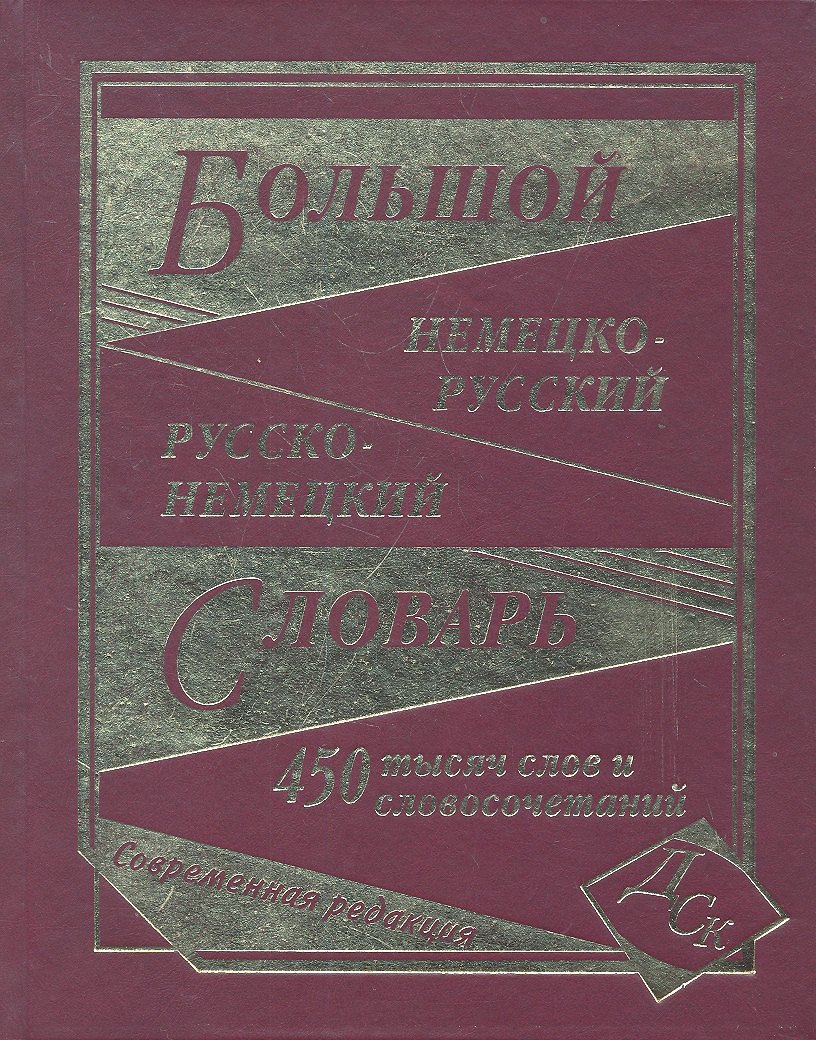 Большой
немецко-
русский
русско-
немецкий
Словарь
450 тысяч слов и
словосочетаний
Современная редакция
ДСК